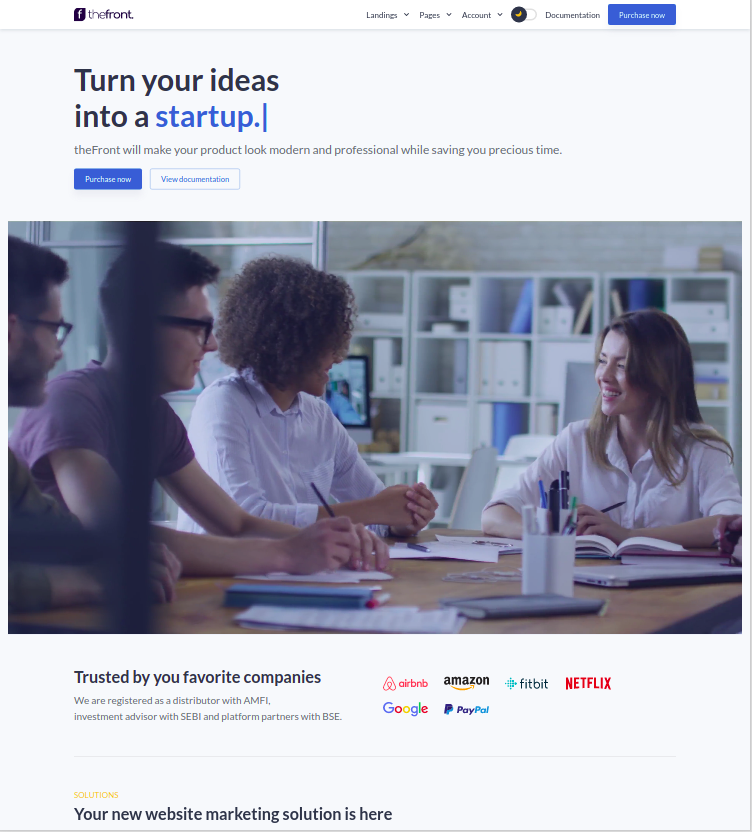 thefront.
Landings Pages Account Documentation Purchase now
Turn your ideas
into a startup.|
theFront will make your product look modern and professional while saving you precious time.
Purchase now View documentation
Trusted by you favorite companies
We are registered as a distributor with AMFI,
investment advisor with SEBI and platform partners with BSE.
airbnb amazon fitbit NETFLIX
Google PayPal
SOLUTIONS
Your new website marketing solution is here